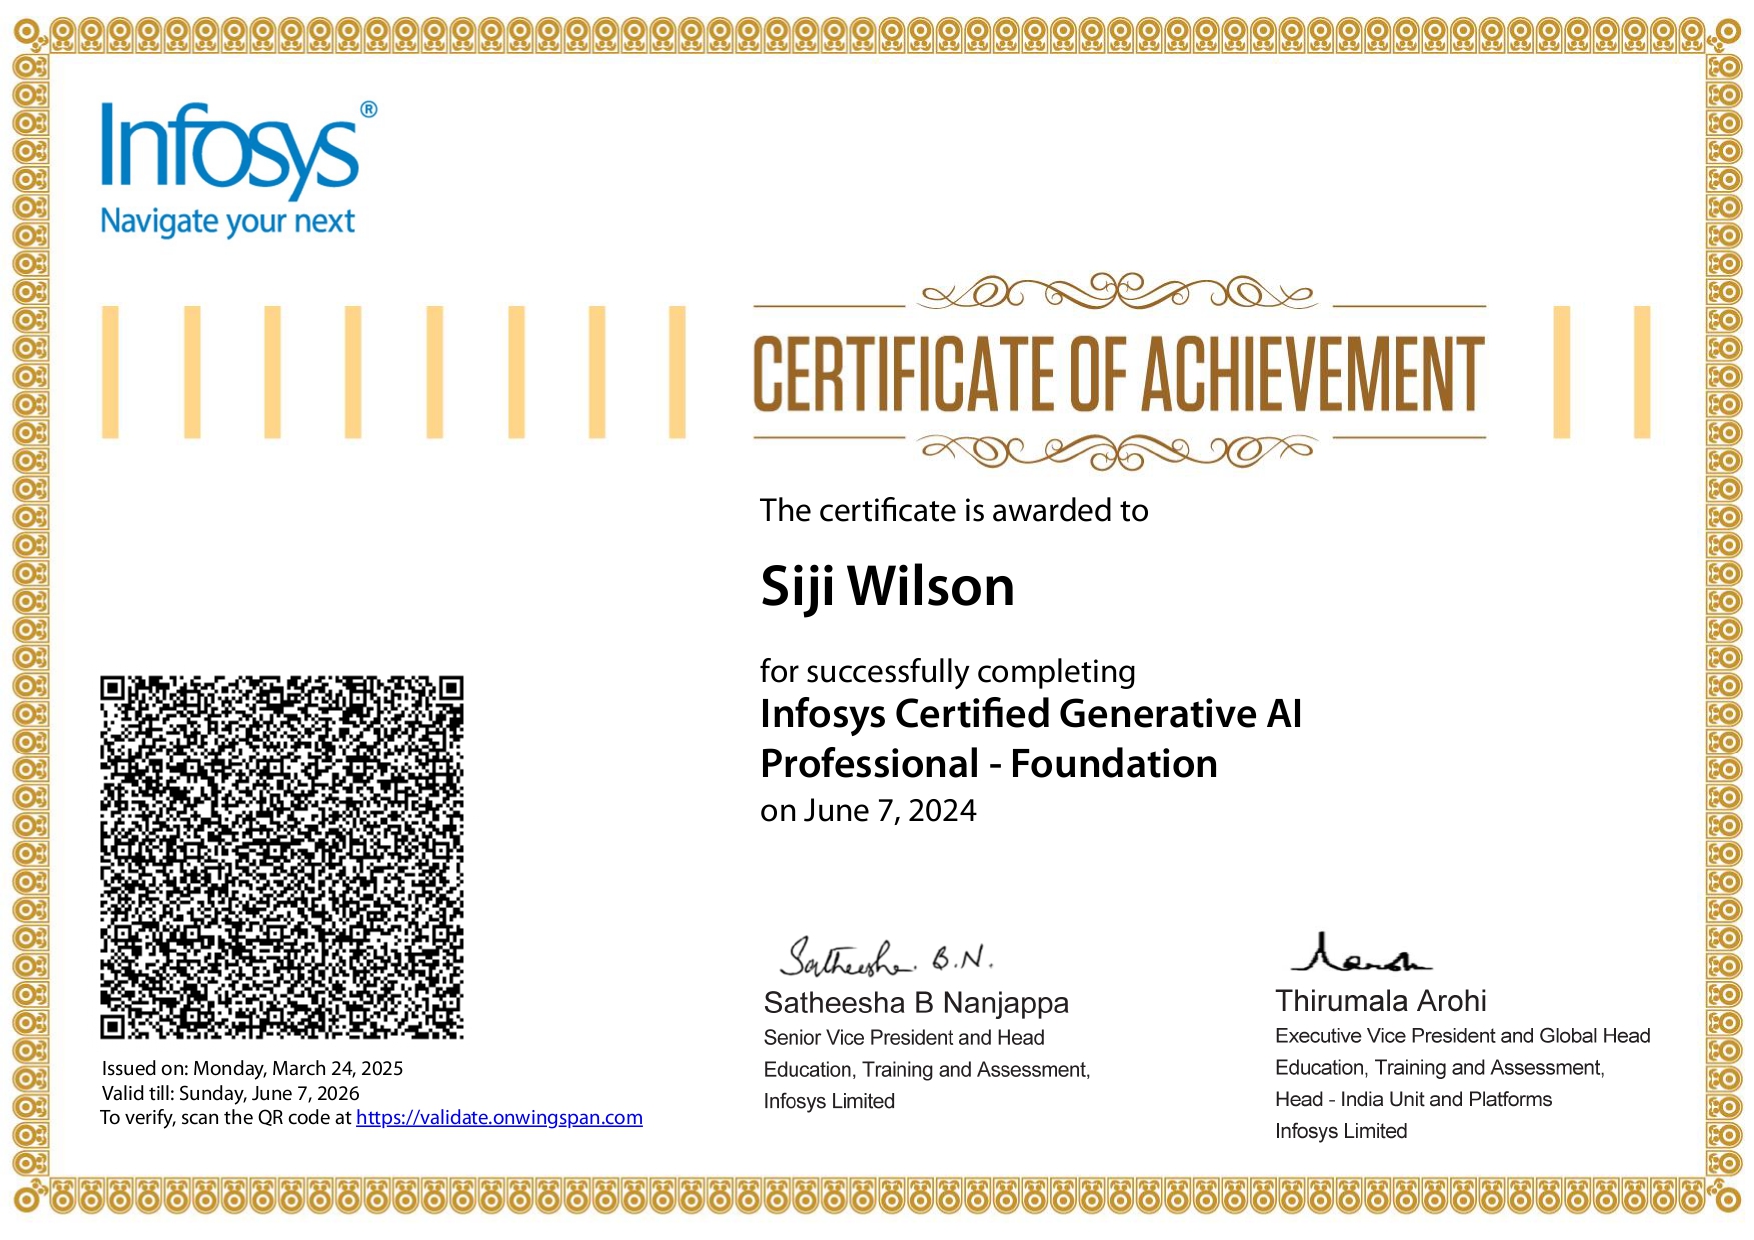 Infosys®
Navigate your next
CERTIFICATE OF ACHIEVEMENT
The certificate is awarded to
Siji Wilson
for successfully completing
Infosys Certified Generative AI
Professional - Foundation
on June 7, 2024
Issued on: Monday, March 24, 2025
Valid till: Sunday, June 7, 2026
To verify, scan the QR code at https://validate.onwingspan.com
Satheesha. B.N.
Satheesha B Nanjappa
Senior Vice President and Head
Education, Training and Assessment,
Infosys Limited
Thirumala Arohi
Executive Vice President and Global Head
Education, Training and Assessment,
Head - India Unit and Platforms
Infosys Limited